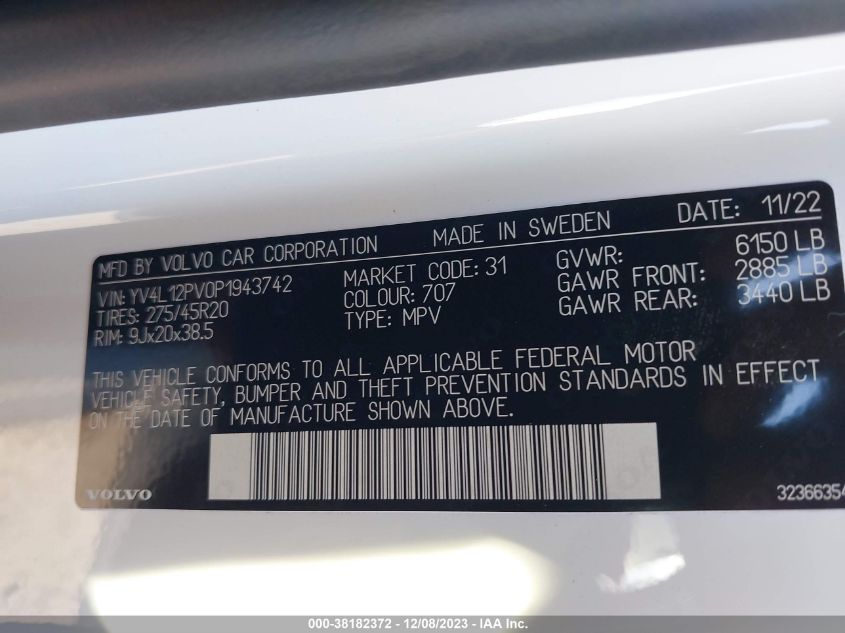 MFD BY VOLVO CAR CORPORATION MADE IN SWEDEN DATE: 11/22
VIN: YV4L12PV0P1943742 MARKET CODE: 31 GVWR: 6150 LB
TIRES: 275/45R20 COLOUR: 707 GAWR FRONT: 2885 LB
RIM: 9Jx20x38.5 TYPE: MPV GAWR REAR: 3440 LB
THIS VEHICLE CONFORMS TO ALL APPLICABLE FEDERAL MOTOR
VEHICLE SAFETY, BUMPER AND THEFT PREVENTION STANDARDS IN EFFECT
ON THE DATE OF MANUFACTURE SHOWN ABOVE.
VOLVO 32366354
000-38182372 - 12/08/2023 - IAA Inc.